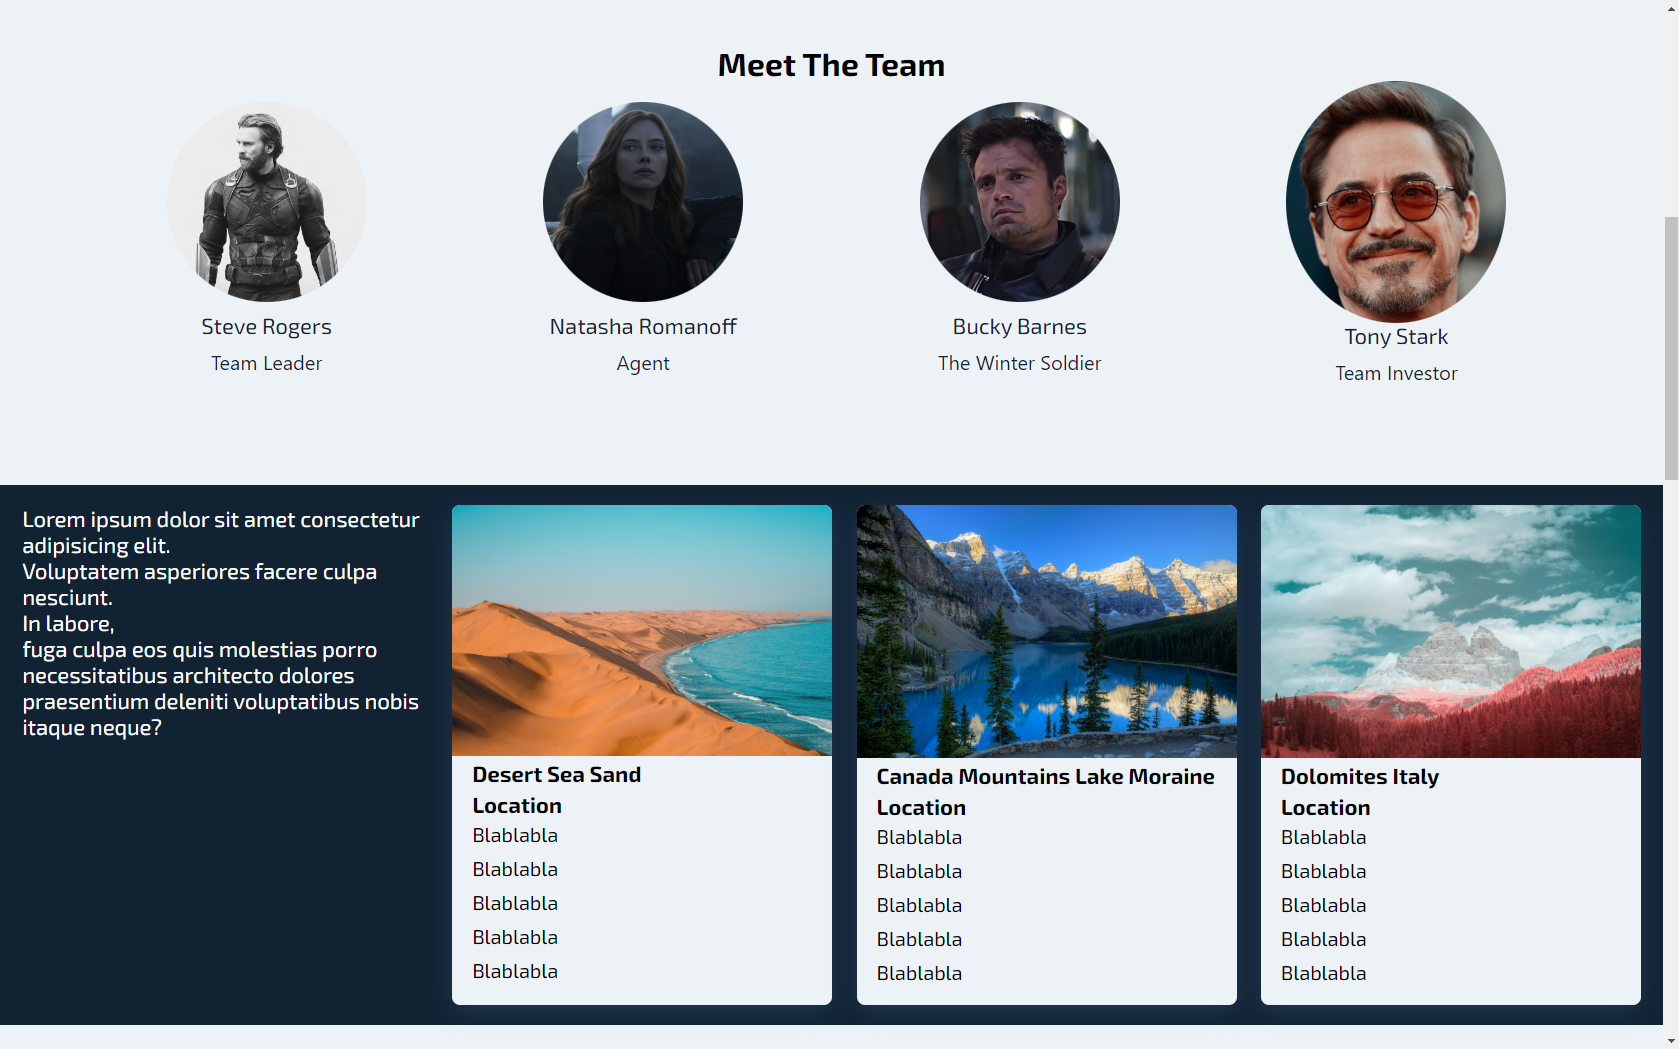 Meet The Team
Steve Rogers
Team Leader
Natasha Romanoff
Agent
Bucky Barnes
The Winter Soldier
Tony Stark
Team Investor
Lorem ipsum dolor sit amet consectetur
adipisicing elit.
Voluptatem asperiores facere culpa
nesciunt.
In labore,
fuga culpa eos quis molestias porro
necessitatibus architecto dolores
praesentium deleniti voluptatibus nobis
itaque neque?
Desert Sea Sand
Location
Blablabla
Blablabla
Blablabla
Blablabla
Blablabla
Canada Mountains Lake Moraine
Location
Blablabla
Blablabla
Blablabla
Blablabla
Blablabla
Dolomites Italy
Location
Blablabla
Blablabla
Blablabla
Blablabla
Blablabla